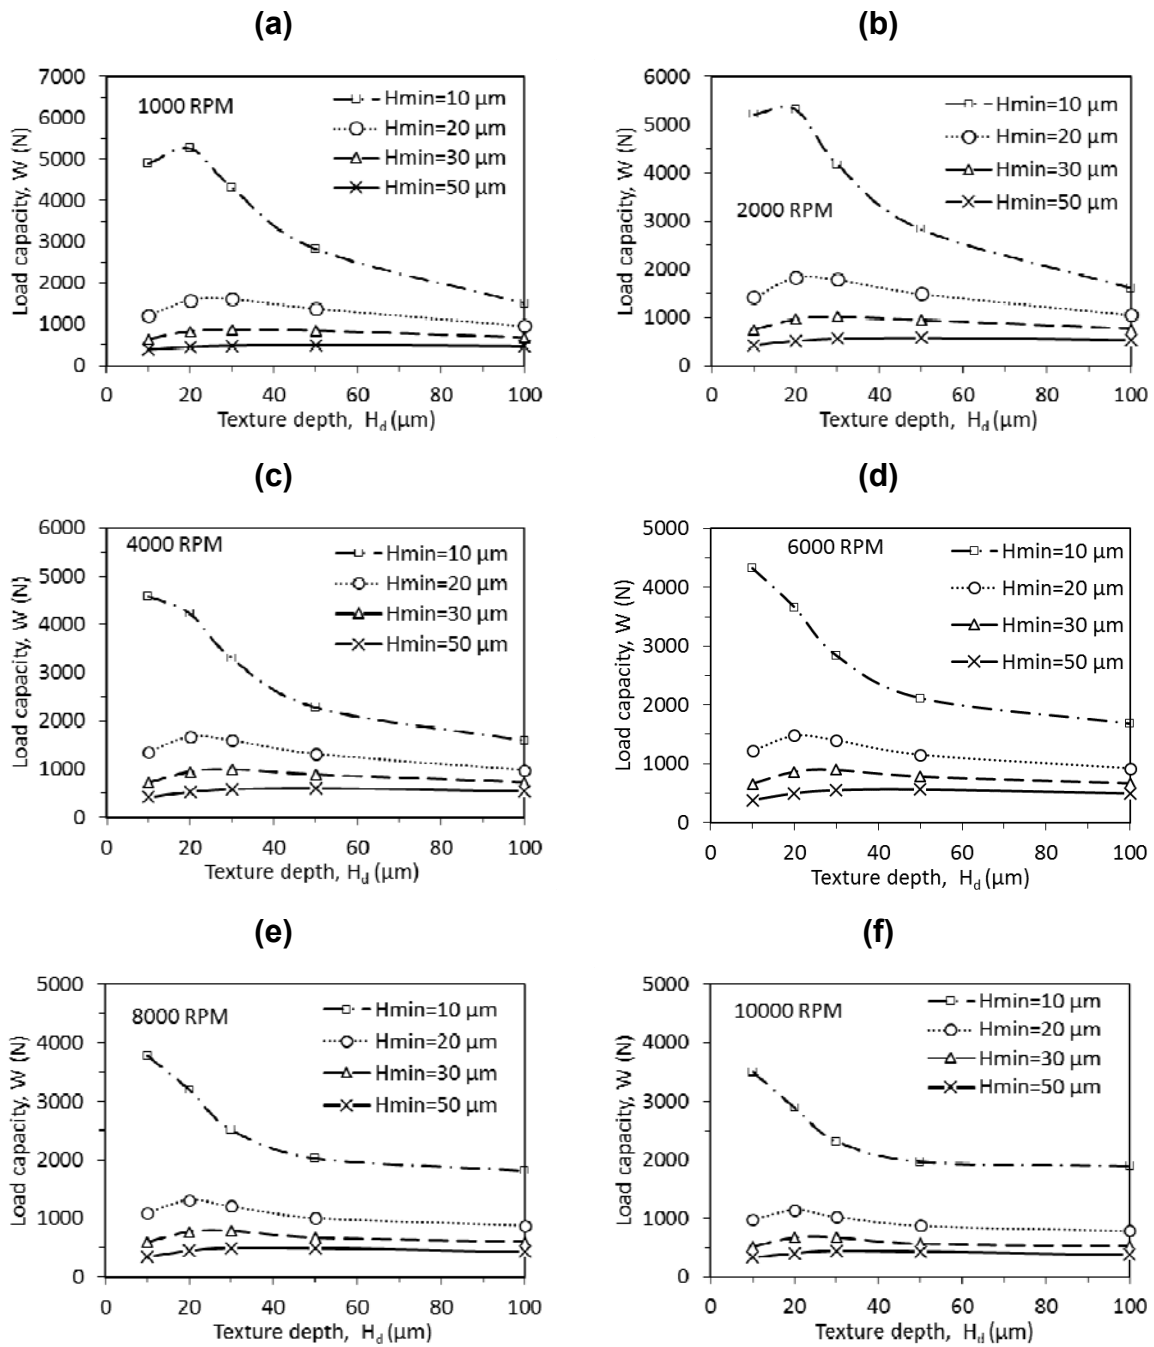 (a)
7000
6000
5000
4000
3000
2000
1000
0
Load capacity, W (N)
1000 RPM
Hmin=10 µm
Hmin=20 µm
Hmin=30 µm
Hmin=50 µm
0 20 40 60 80 100
Texture depth, Hd (µm)
(b)
6000
5000
4000
3000
2000
1000
0
Load capacity, W (N)
2000 RPM
Hmin=10 µm
Hmin=20 µm
Hmin=30 µm
Hmin=50 µm
0 20 40 60 80 100
Texture depth, Hd (µm)
(c)
6000
5000
4000
3000
2000
1000
0
Load capacity, W (N)
4000 RPM
Hmin=10 µm
Hmin=20 µm
Hmin=30 µm
Hmin=50 µm
0 20 40 60 80 100
Texture depth, Hd (µm)
(d)
5000
4000
3000
2000
1000
0
Load capacity, W (N)
6000 RPM
Hmin=10 µm
Hmin=20 µm
Hmin=30 µm
Hmin=50 µm
0 20 40 60 80 100
Texture depth, Hd (µm)
(e)
5000
4000
3000
2000
1000
0
Load capacity, W (N)
8000 RPM
Hmin=10 µm
Hmin=20 µm
Hmin=30 µm
Hmin=50 µm
0 20 40 60 80 100
Texture depth, Hd (µm)
(f)
5000
4000
3000
2000
1000
0
Load capacity, W (N)
10000 RPM
Hmin=10 µm
Hmin=20 µm
Hmin=30 µm
Hmin=50 µm
0 20 40 60 80 100
Texture depth, Hd (µm)